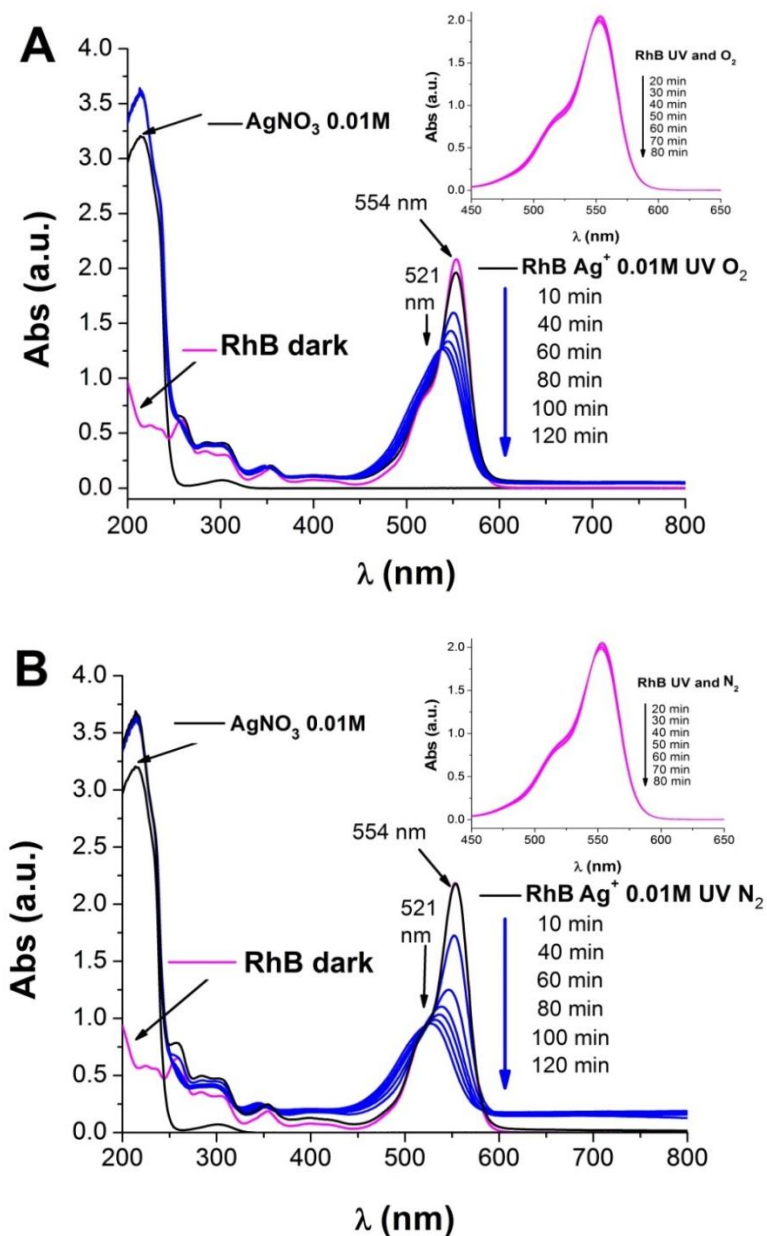 A
4.0
3.5
3.0
2.5
2.0
1.5
1.0
0.5
0.0
Abs (a.u.)
200 300 400 500 600 700 800
λ (nm)
AgNO₃ 0.01M
RhB dark
554 nm
521
nm
RhB Ag⁺ 0.01M UV O₂
10 min
40 min
60 min
80 min
100 min
120 min
2.0
1.5
1.0
0.5
0.0
Abs (a.u.)
450 500 550 600 650
λ (nm)
RhB UV and O₂
20 min
30 min
40 min
50 min
60 min
70 min
80 min
B
4.0
3.5
3.0
2.5
2.0
1.5
1.0
0.5
0.0
Abs (a.u.)
200 300 400 500 600 700 800
λ (nm)
AgNO₃ 0.01M
RhB dark
554 nm
521
nm
RhB Ag⁺ 0.01M UV N₂
10 min
40 min
60 min
80 min
100 min
120 min
2.0
1.5
1.0
0.5
0.0
Abs (a.u.)
450 500 550 600 650
λ (nm)
RhB UV and N₂
20 min
30 min
40 min
50 min
60 min
70 min
80 min